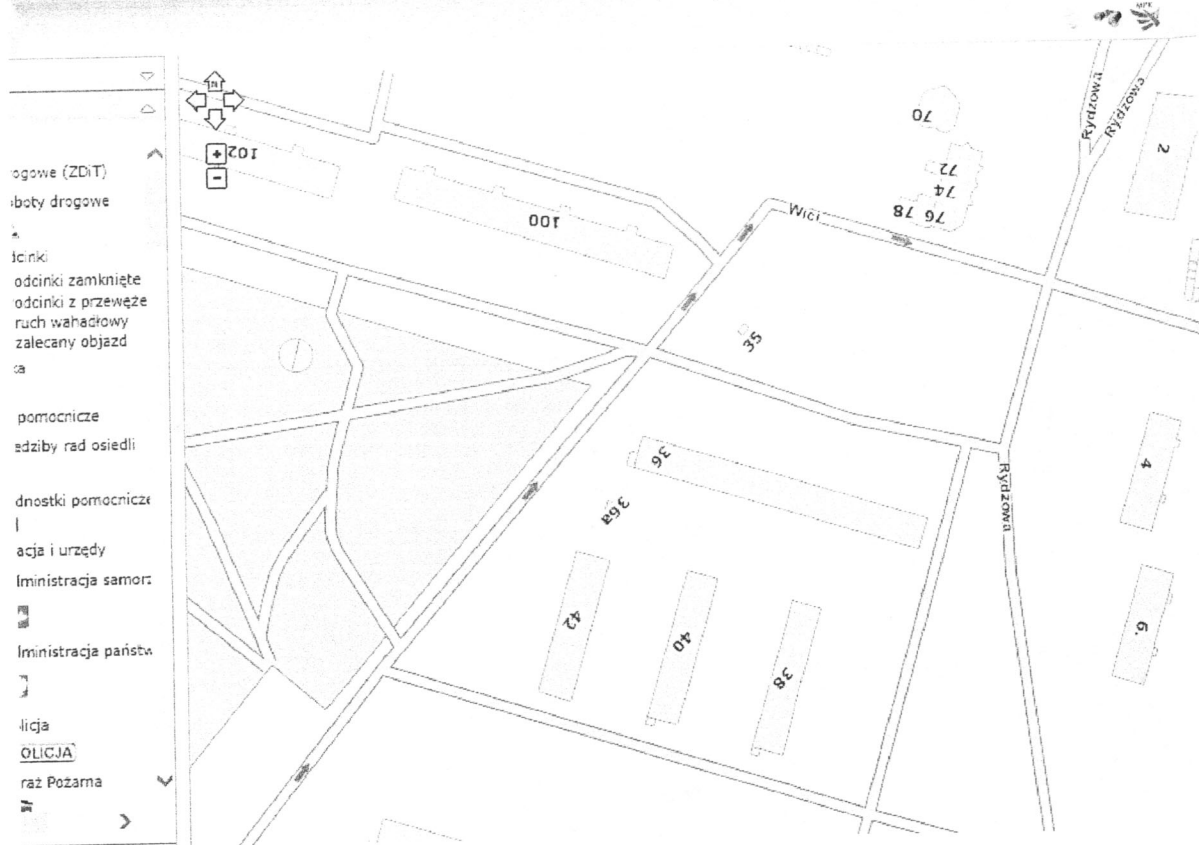 MPK
N
ogowe (ZDiT)
boty drogowe
dcinki
odcinki zamknięte
odcinki z przewęże
ruch wahadłowy
zalecany objazd
ka
pomocnicze
edziby rad osiedli
dnostki pomocnicze
acja i urzędy
lministracja samorz
lministracja państw
licja
OLICJA
raż Pożarna
102
100
70
72
74
76
78
Wici
Rydzowa
Rydzowa
2
35
36
36a
42
40
38
Rydzowa
4
6.